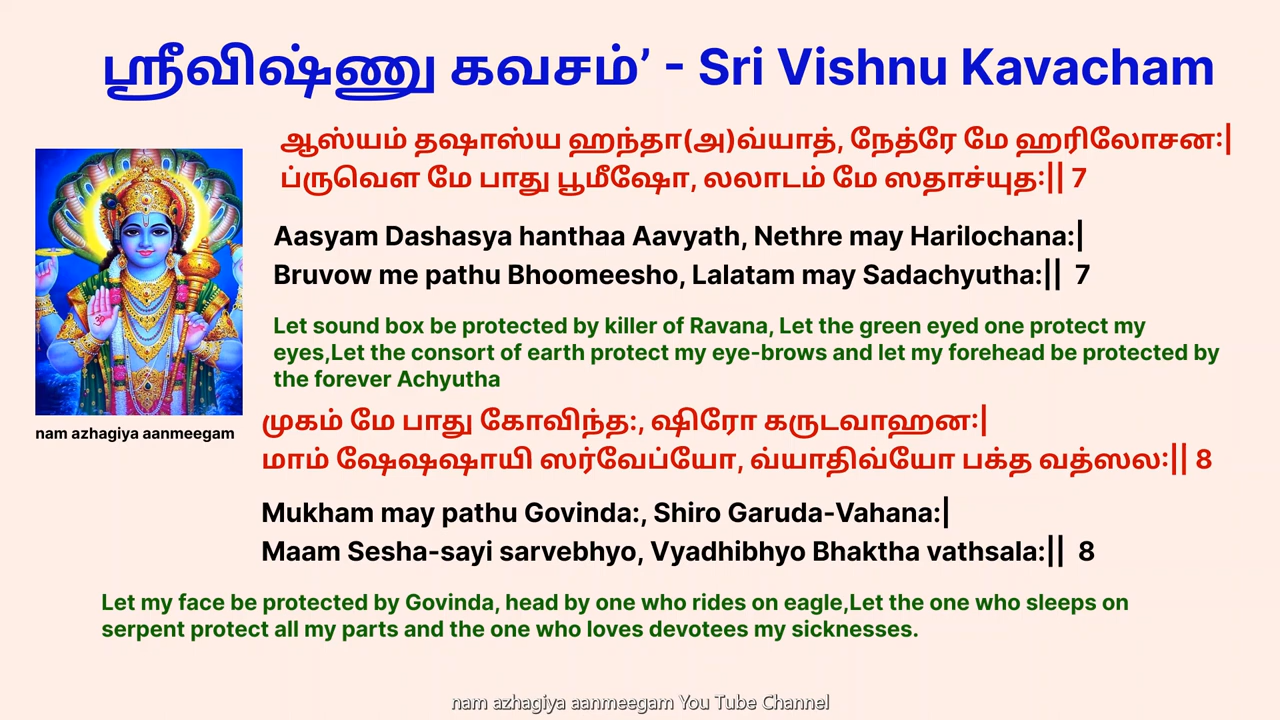 ஸ்ரீவிஷ்ணு கவசம்’ - Sri Vishnu Kavacham
ஆஸ்யம் தஷாஸ்ய ஹந்தா(அ)வ்யாத், நேத்ரே மே ஹரிலோசன:|
ப்ருவௌ மே பாது பூமீஷோ, லலாடம் மே ஸதாச்யுத:|| 7
Aasyam Dashasya hanthaa Aavyath, Nethre may Harilochana:|
Bruvow me pathu Bhoomeesho, Lalatam may Sadachyutha:|| 7
Let sound box be protected by killer of Ravana, Let the green eyed one protect my
eyes,Let the consort of earth protect my eye-brows and let my forehead be protected by
the forever Achyutha
nam azhagiya aanmeegam
முகம் மே பாது கோவிந்த:, ஷிரோ கருடவாஹன:|
மாம் ஷேஷஷாயி ஸர்வேப்யோ, வ்யாதிவ்யோ பக்த வத்ஸல:|| 8
Mukham may pathu Govinda:, Shiro Garuda-Vahana:|
Maam Sesha-sayi sarvebhyo, Vyadhibhyo Bhaktha vathsala:|| 8
Let my face be protected by Govinda, head by one who rides on eagle,Let the one who sleeps on
serpent protect all my parts and the one who loves devotees my sicknesses.
nam azhagiya aanmeegam You Tube Channel